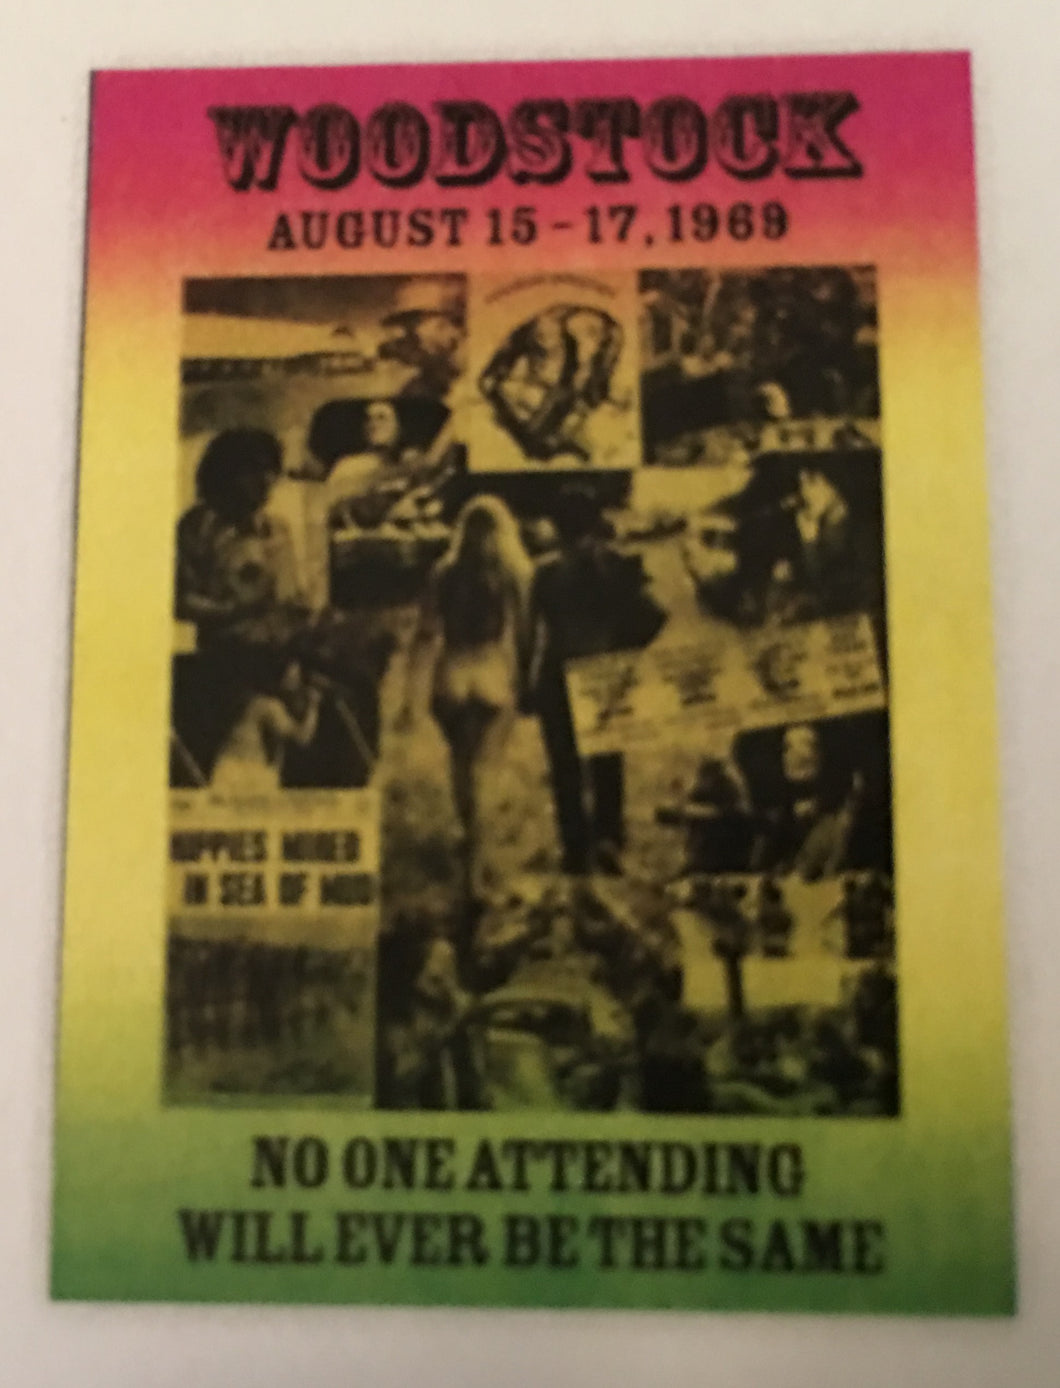 WOODSTOCK
AUGUST 15-17, 1969
HIPPIES MIRED
IN SEA OF MUD
NO ONE ATTENDING
WILL EVER BE THE SAME